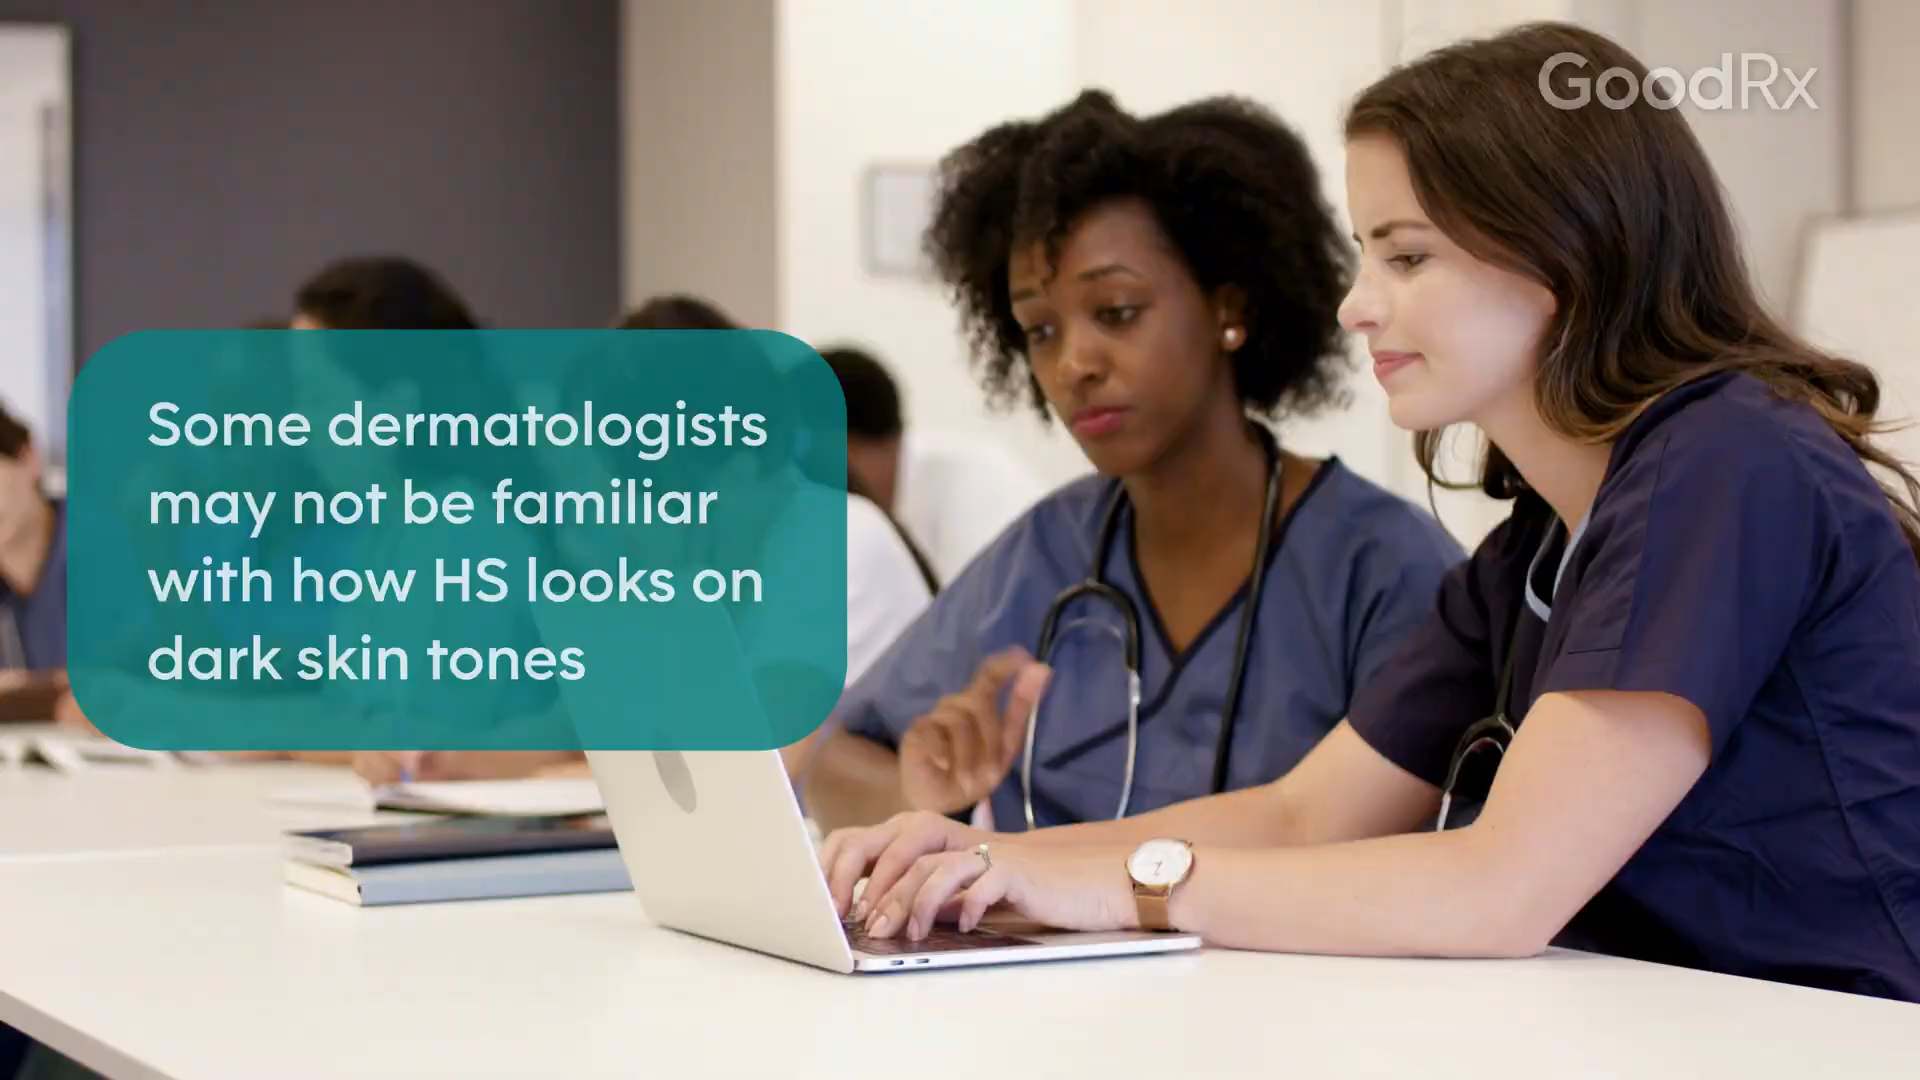 GoodRx
Some dermatologists
may not be familiar
with how HS looks on
dark skin tones